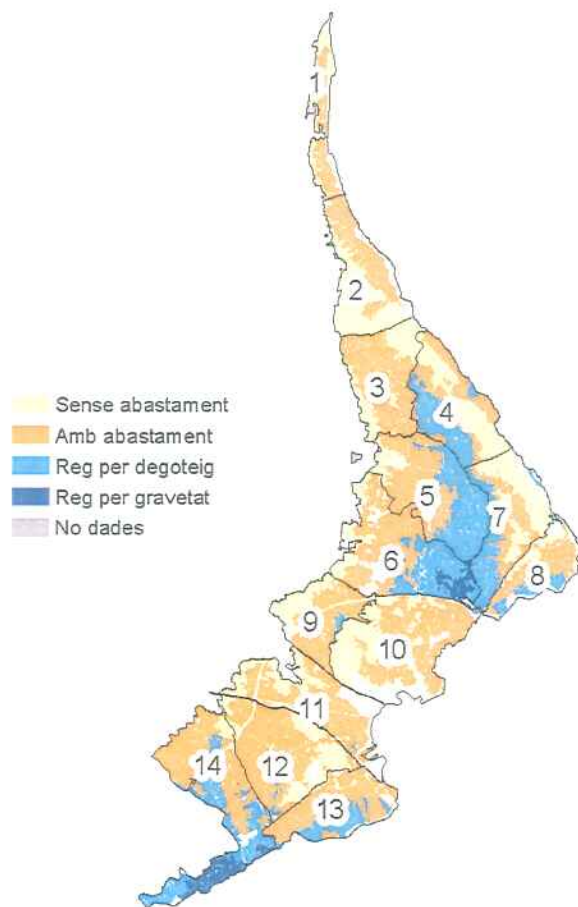 1
2
3
4
Sense abastament
Amb abastament
Reg per degoteig
Reg per gravetat
No dades
5
7
6
8
9
10
11
14
12
13